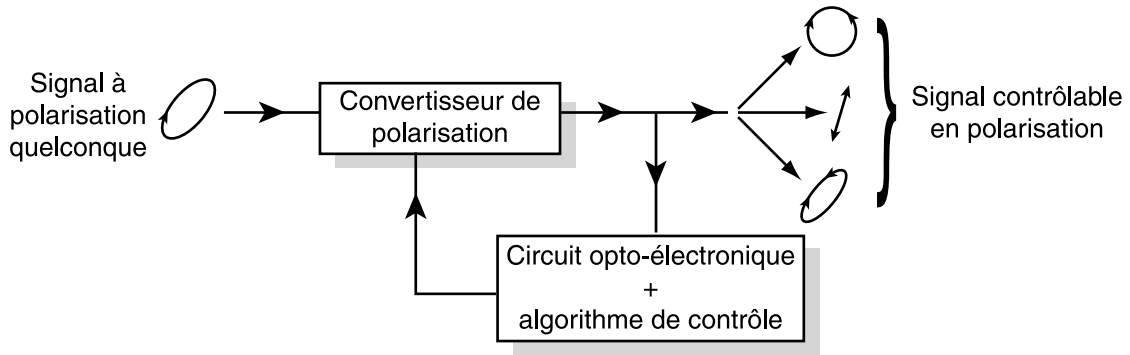 Signal à
polarisation
quelconque
Convertisseur de
polarisation
Signal contrôlable
en polarisation
Circuit opto-électronique
+
algorithme de contrôle